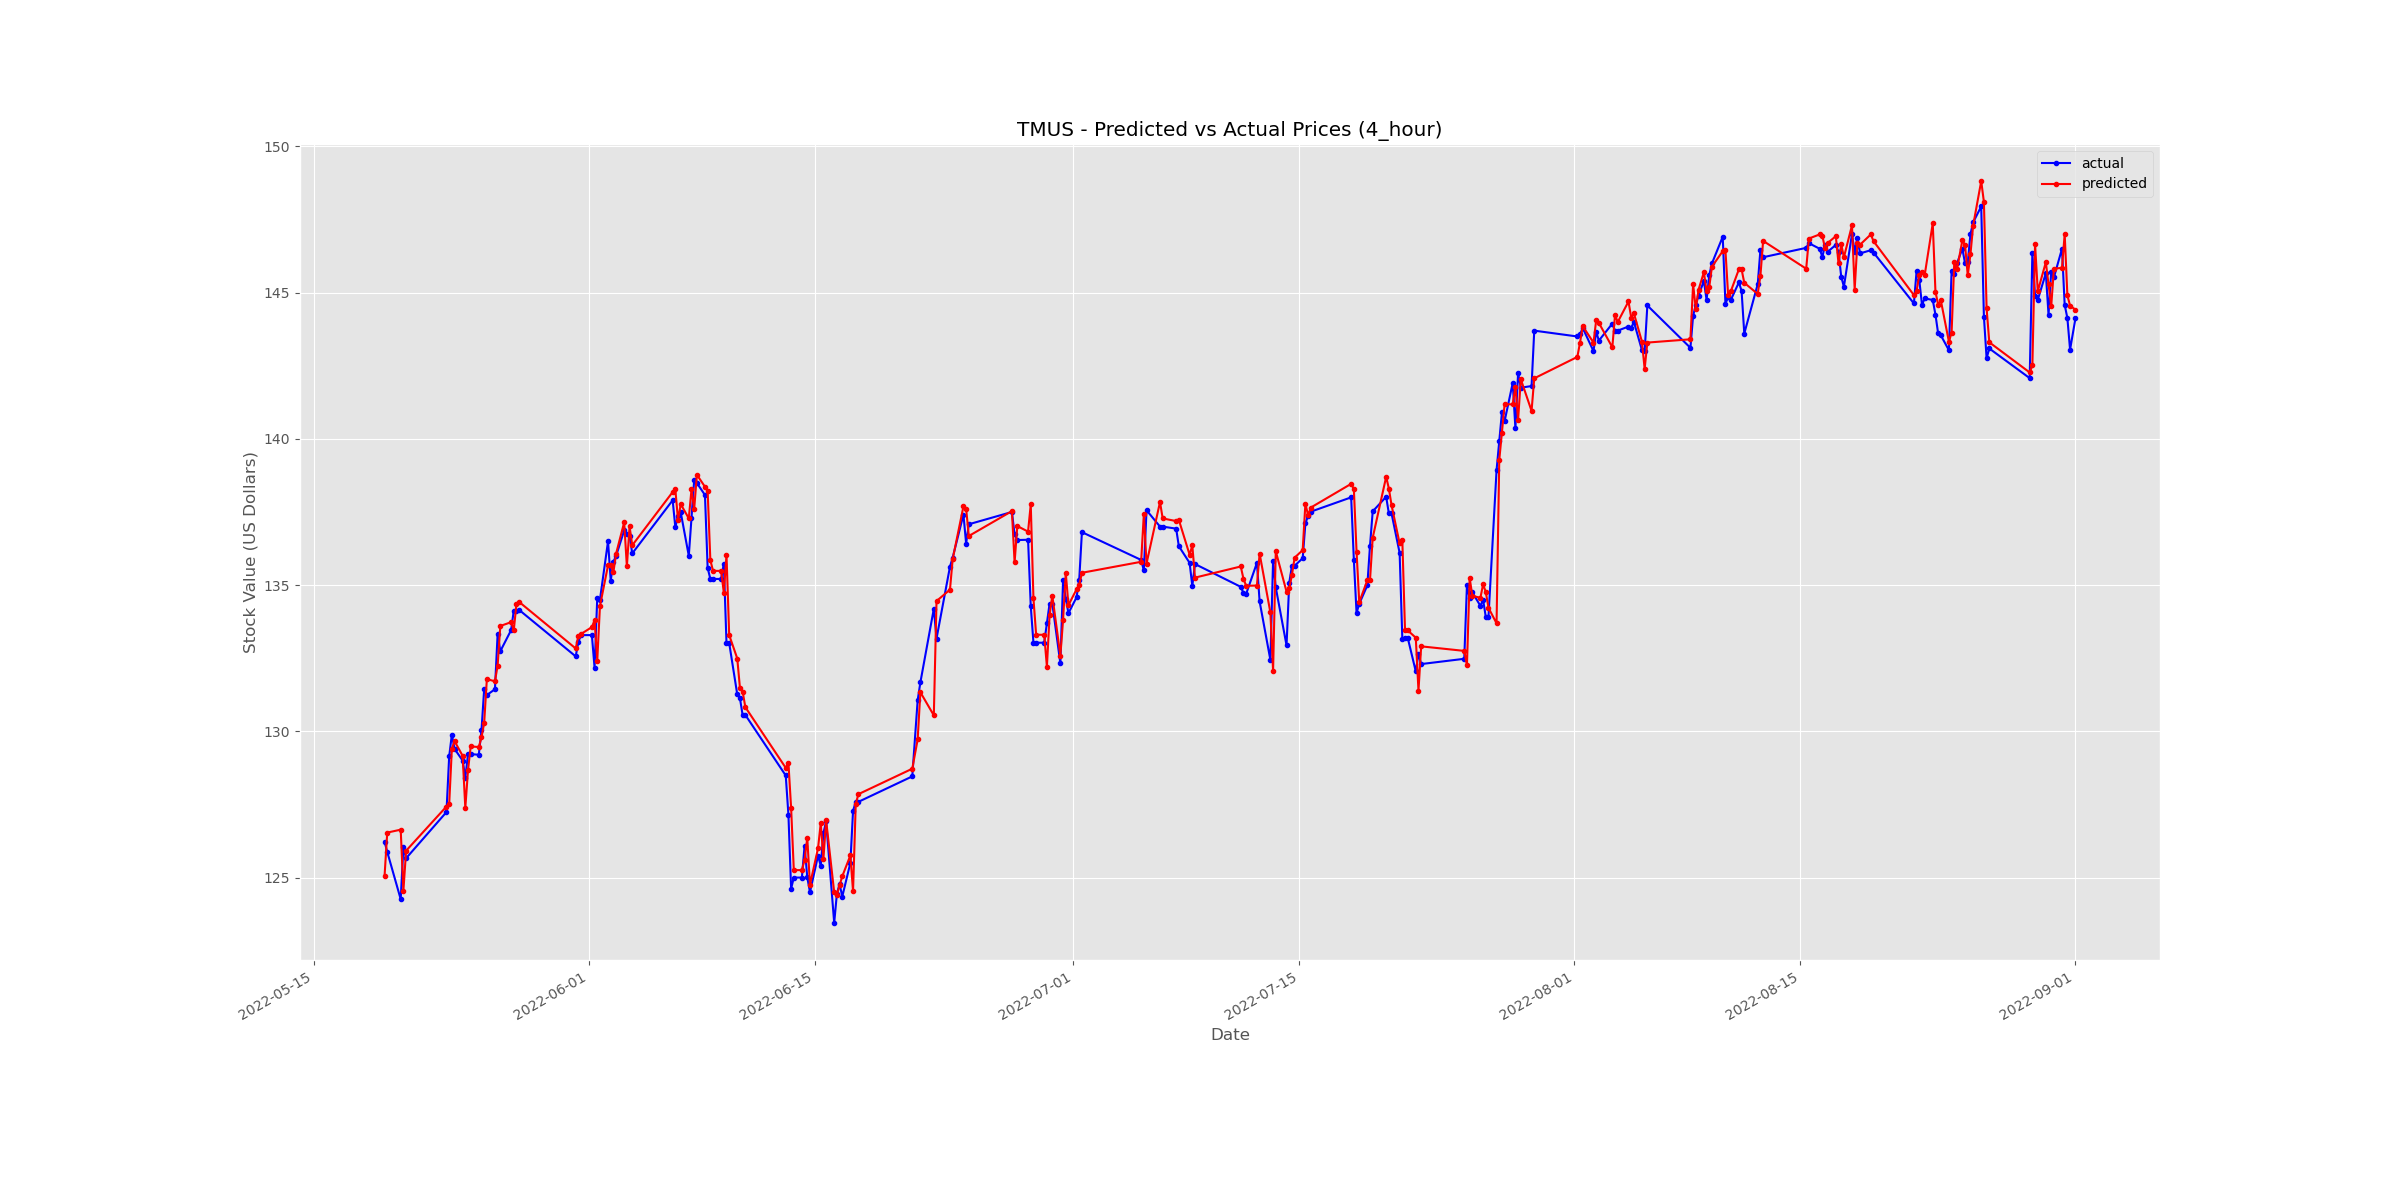 TMUS - Predicted vs Actual Prices (4_hour)
actual
predicted
Stock Value (US Dollars)
150
145
140
135
130
125
2022-05-15
2022-06-01
2022-06-15
2022-07-01
2022-07-15
2022-08-01
2022-08-15
2022-09-01
Date